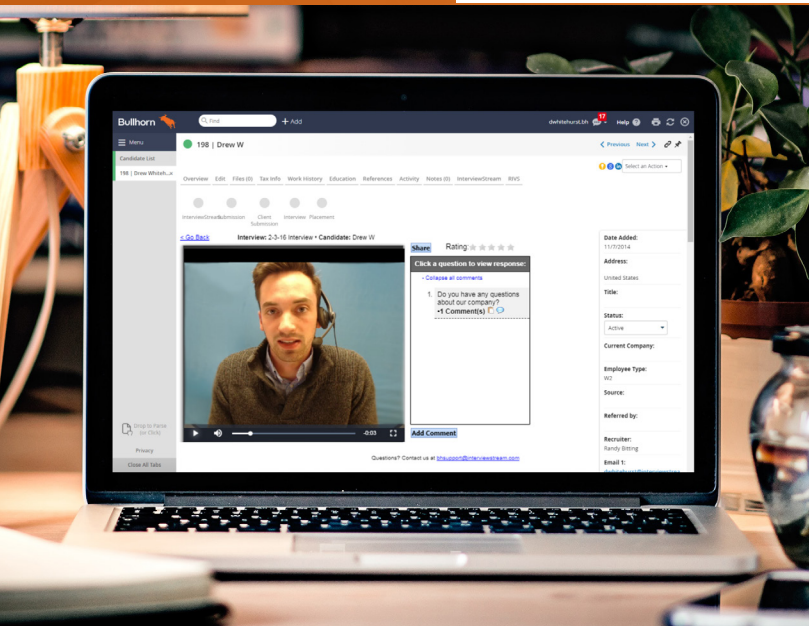 Bullhorn
Find
+ Add
dwhitehurst.bh
17
Help
Menu
Candidate List
198 | Drew Whiteh...
198 | Drew W
< Previous Next >
Select an Action
Overview Edit Files (0) Tax Info Work History Education References Activity Notes (0) InterviewStream RIVS
Submission Client Submission Interview Placement
< Go Back
Interview: 2-3-16 Interview • Candidate: Drew W
Share
Rating:
Click a question to view response:
- Collapse all comments
1. Do you have any questions
about our company?
•1 Comment(s)
-0:03
Add Comment
Questions? Contact us at bhsupport@interviewstream.com
Date Added:
11/7/2014
Address:
United States
Title:
Status:
Active
Current Company:
Employee Type:
W2
Source:
Referred by:
Recruiter:
Randy Bitting
Email 1:
Drop to Parse
(or Click)
Privacy
Close All Tabs